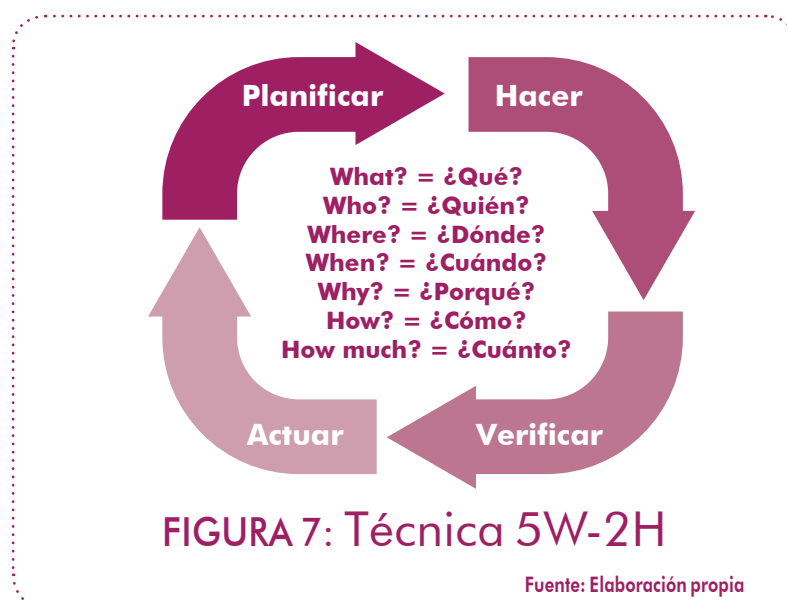 Planificar
Hacer
What? = ¿Qué?
Who? = ¿Quién?
Where? = ¿Dónde?
When? = ¿Cuándo?
Why? = ¿Porqué?
How? = ¿Cómo?
How much? = ¿Cuánto?
Actuar
Verificar
FIGURA 7: Técnica 5W-2H
Fuente: Elaboración propia